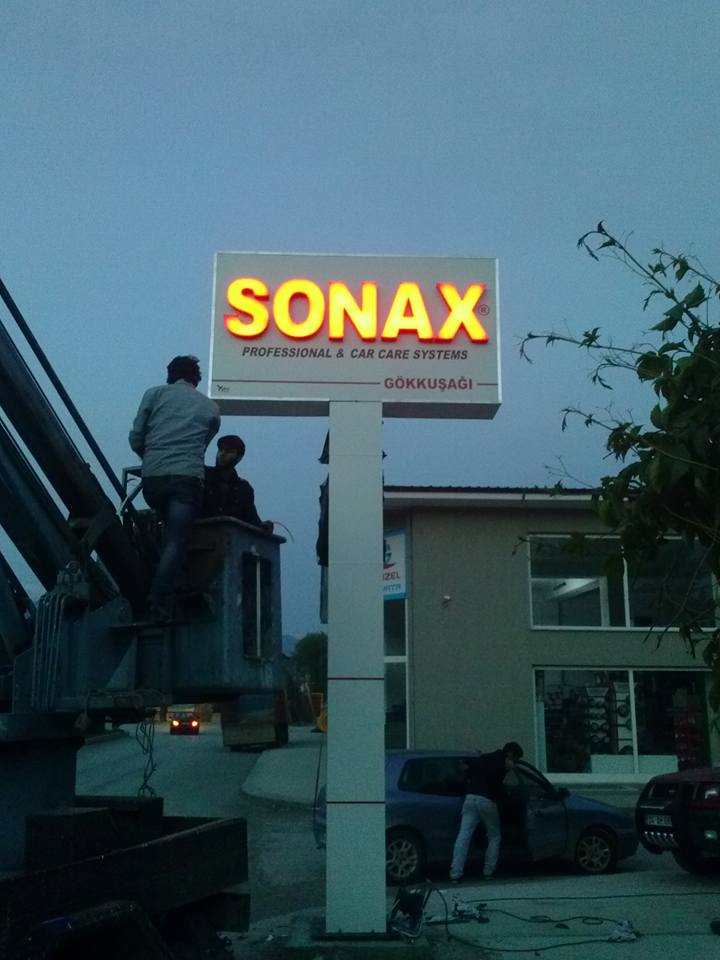 SONAX®
PROFESSIONAL & CAR CARE SYSTEMS
GÖKKUŞAĞI